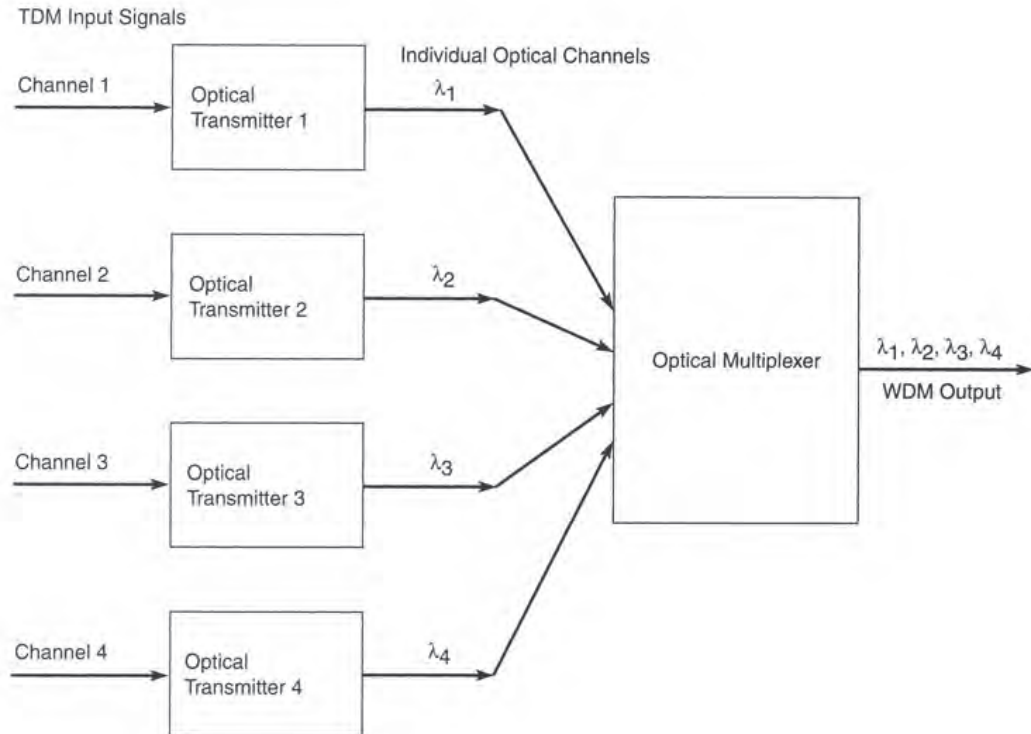 TDM Input Signals
Individual Optical Channels
Channel 1
Optical
Transmitter 1
λ1
Channel 2
Optical
Transmitter 2
λ2
Optical Multiplexer
λ1, λ2, λ3, λ4
WDM Output
Channel 3
Optical
Transmitter 3
λ3
Channel 4
Optical
Transmitter 4
λ4